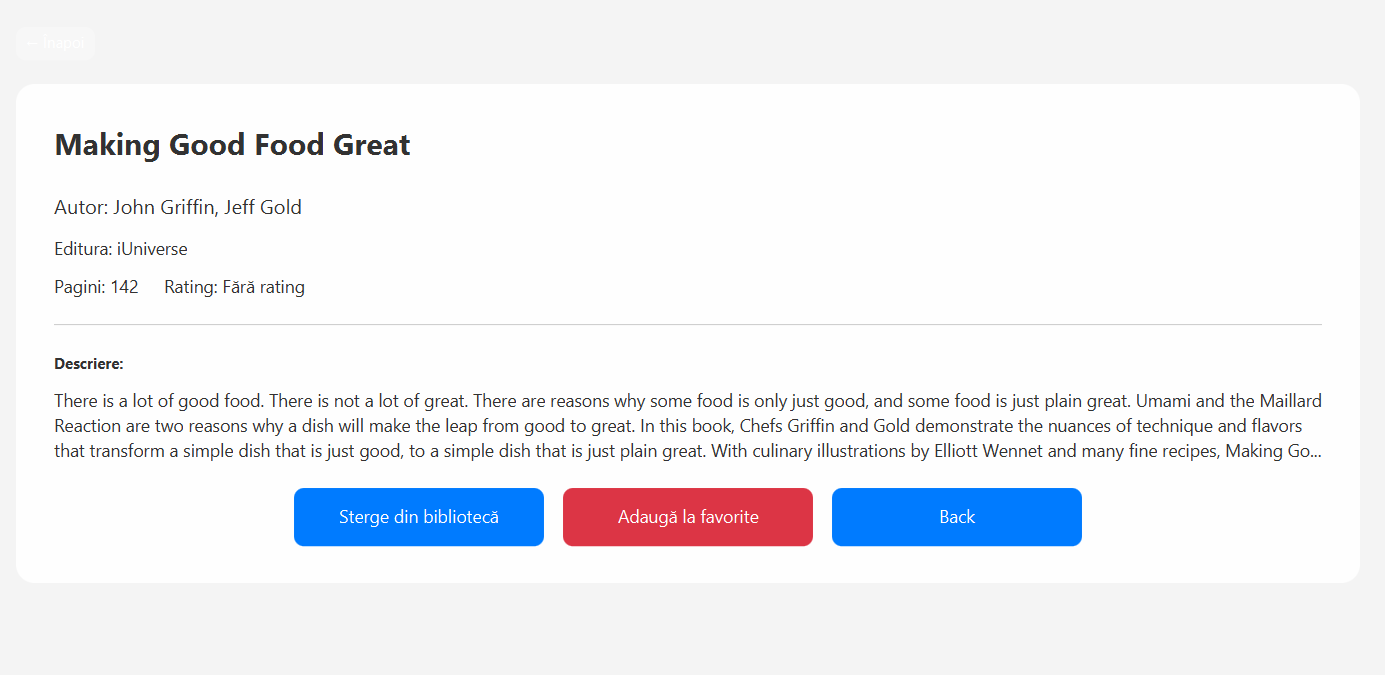 ← Înapoi
Making Good Food Great
Autor: John Griffin, Jeff Gold
Editura: iUniverse
Pagini: 142 Rating: Fără rating
Descriere:
There is a lot of good food. There is not a lot of great. There are reasons why some food is only just good, and some food is just plain great. Umami and the Maillard
Reaction are two reasons why a dish will make the leap from good to great. In this book, Chefs Griffin and Gold demonstrate the nuances of technique and flavors
that transform a simple dish that is just good, to a simple dish that is just plain great. With culinary illustrations by Elliott Wennet and many fine recipes, Making Go...
Sterge din bibliotecă Adaugă la favorite Back